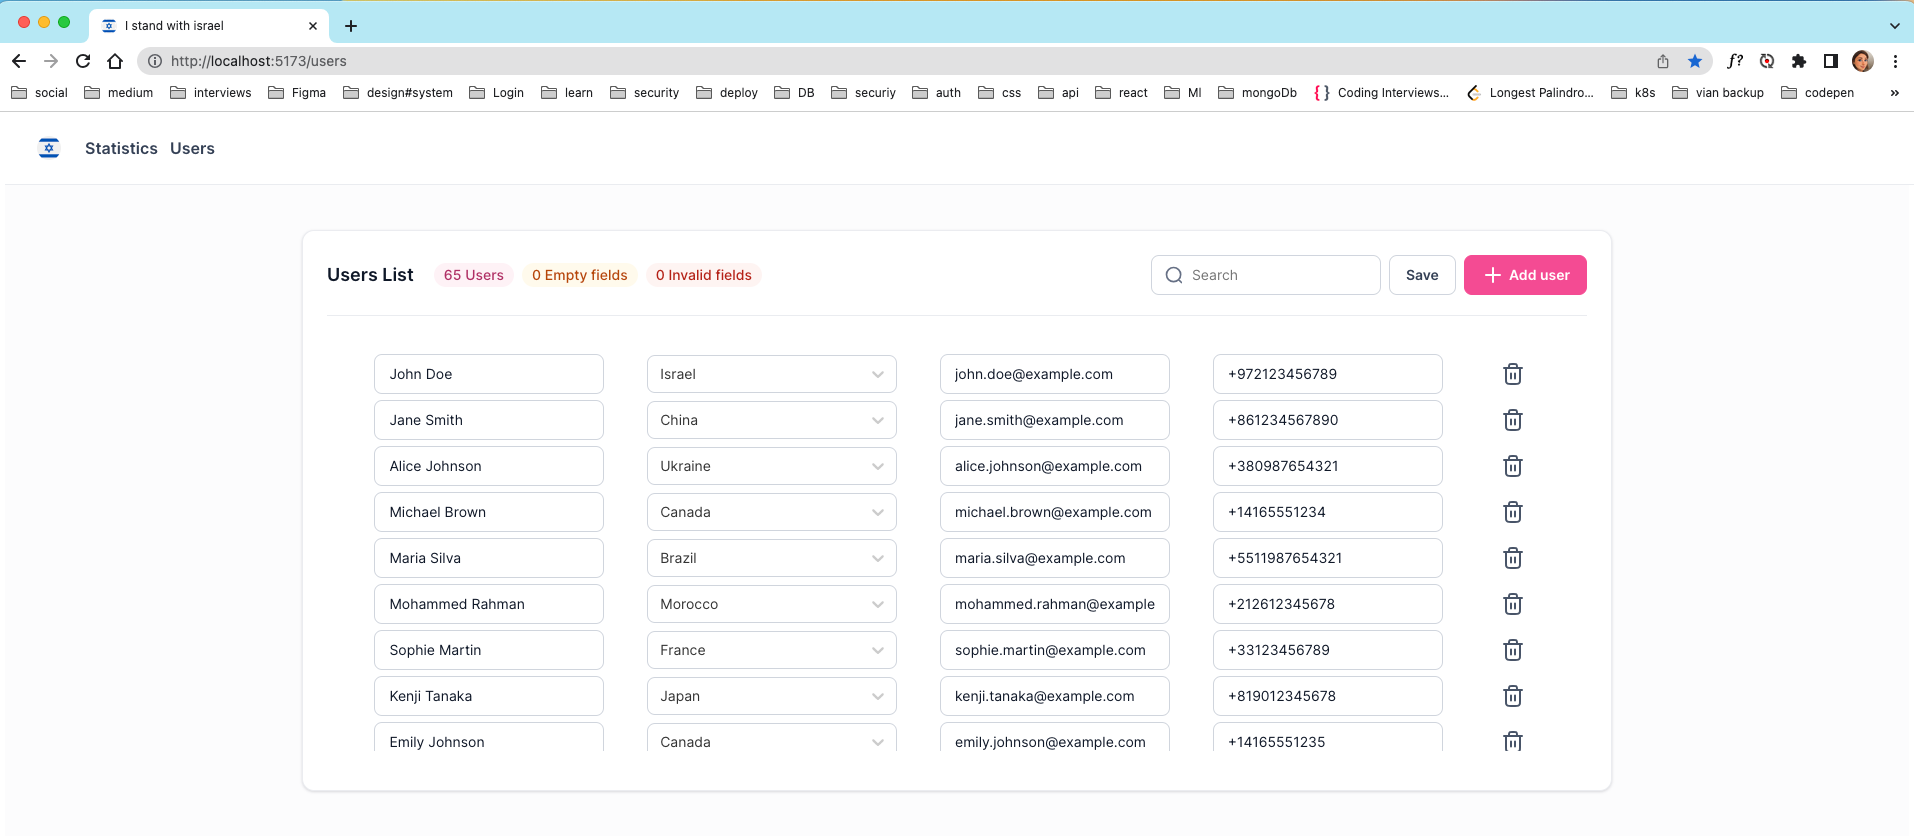 I stand with israel
http://localhost:5173/users
f?
social medium interviews Figma design#system Login learn security deploy DB securiy auth css api react MI mongoDb { } Coding Interviews... Longest Palindro... k8s vian backup codepen »
Statistics Users
Users List 65 Users 0 Empty fields 0 Invalid fields Search Save Add user
John Doe Israel john.doe@example.com +972123456789
Jane Smith China jane.smith@example.com +861234567890
Alice Johnson Ukraine alice.johnson@example.com +380987654321
Michael Brown Canada michael.brown@example.com +14165551234
Maria Silva Brazil maria.silva@example.com +5511987654321
Mohammed Rahman Morocco mohammed.rahman@example +212612345678
Sophie Martin France sophie.martin@example.com +33123456789
Kenji Tanaka Japan kenji.tanaka@example.com +819012345678
Emily Johnson Canada emily.johnson@example.com +14165551235